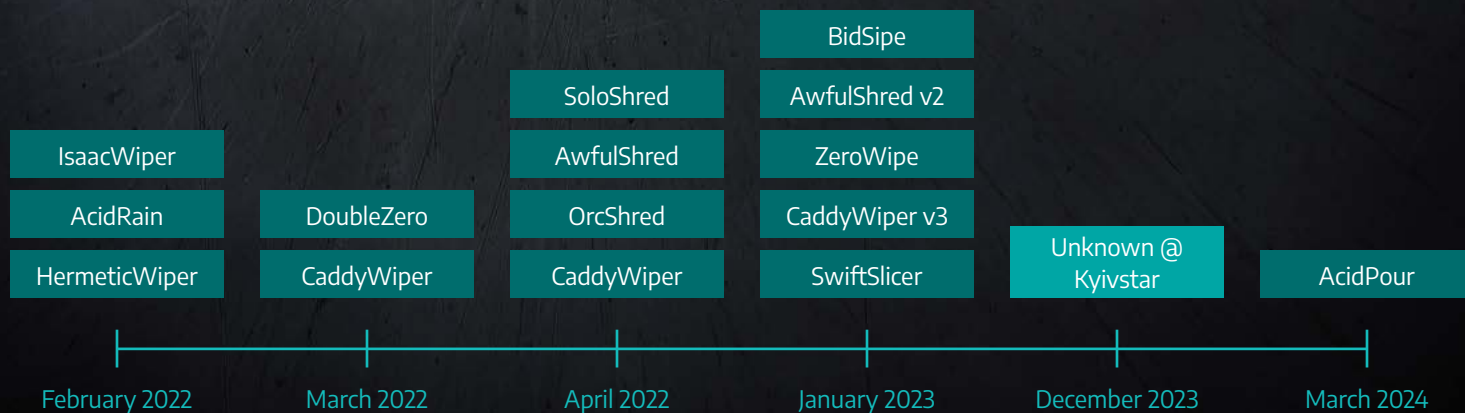 BidSipe
SoloShred
AwfulShred v2
IsaacWiper
AwfulShred
ZeroWipe
AcidRain
DoubleZero
OrcShred
CaddyWiper v3
HermeticWiper
CaddyWiper
CaddyWiper
SwiftSlicer
Unknown @
Kyivstar
AcidPour
February 2022
March 2022
April 2022
January 2023
December 2023
March 2024